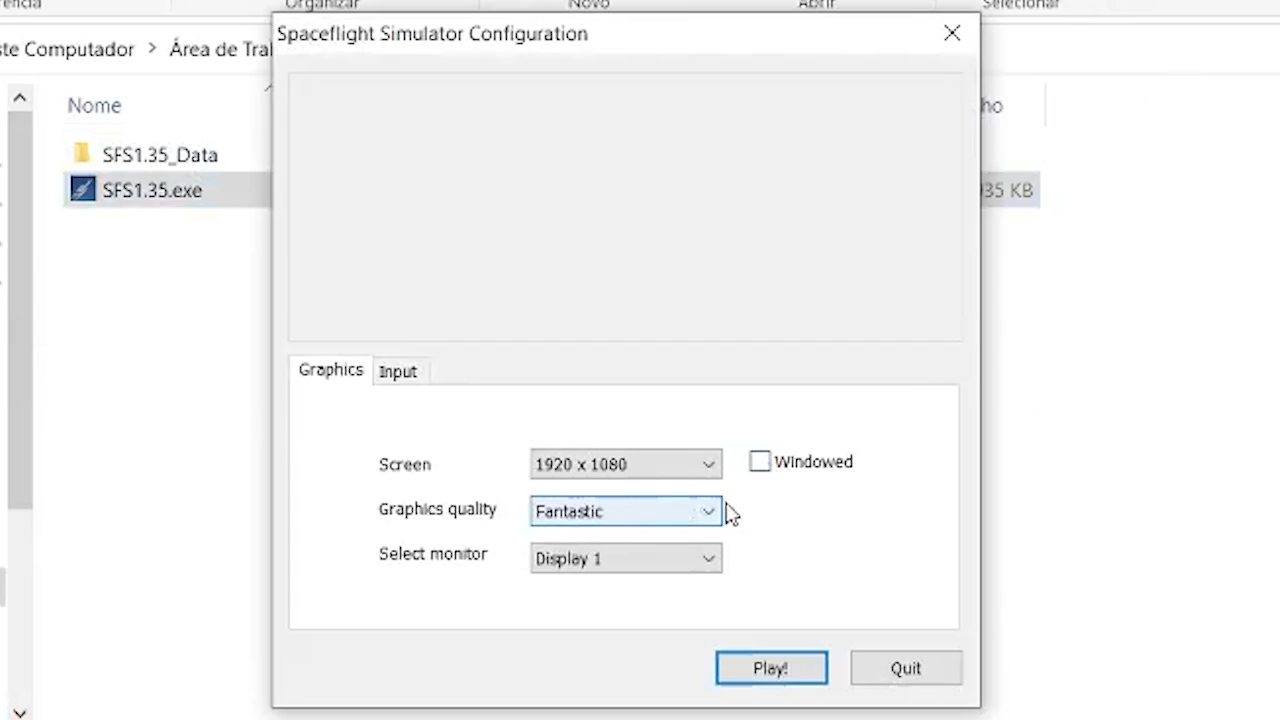 Organizar
Novo
Abrir
Selecionar
Spaceflight Simulator Configuration
Computador > Área de
Nome
SFS1.35_Data
SFS1.35.exe
35 KB
Graphics
Input
Screen
1920 x 1080
Windowed
Graphics quality
Fantastic
Select monitor
Display 1
Play!
Quit